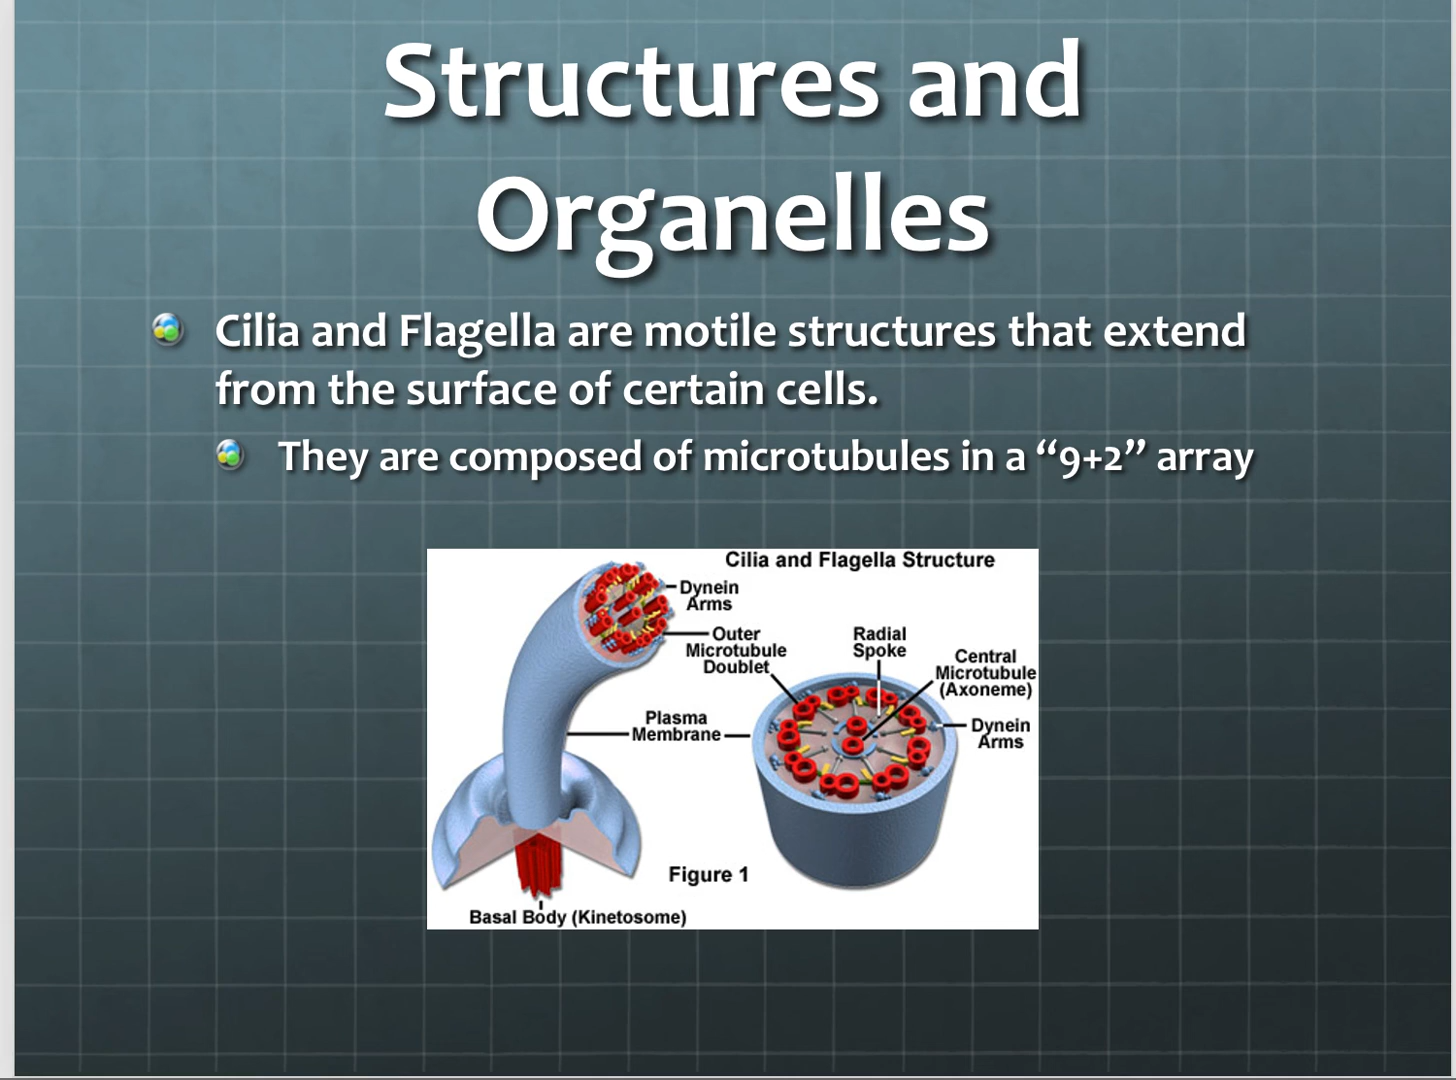 Structures and
Organelles
Cilia and Flagella are motile structures that extend
from the surface of certain cells.
They are composed of microtubules in a “9+2” array
Cilia and Flagella Structure
Dynein
Arms
Outer
Microtubule
Doublet
Radial
Spoke
Central
Microtubule
(Axoneme)
Plasma
Membrane
Dynein
Arms
Figure 1
Basal Body (Kinetosome)